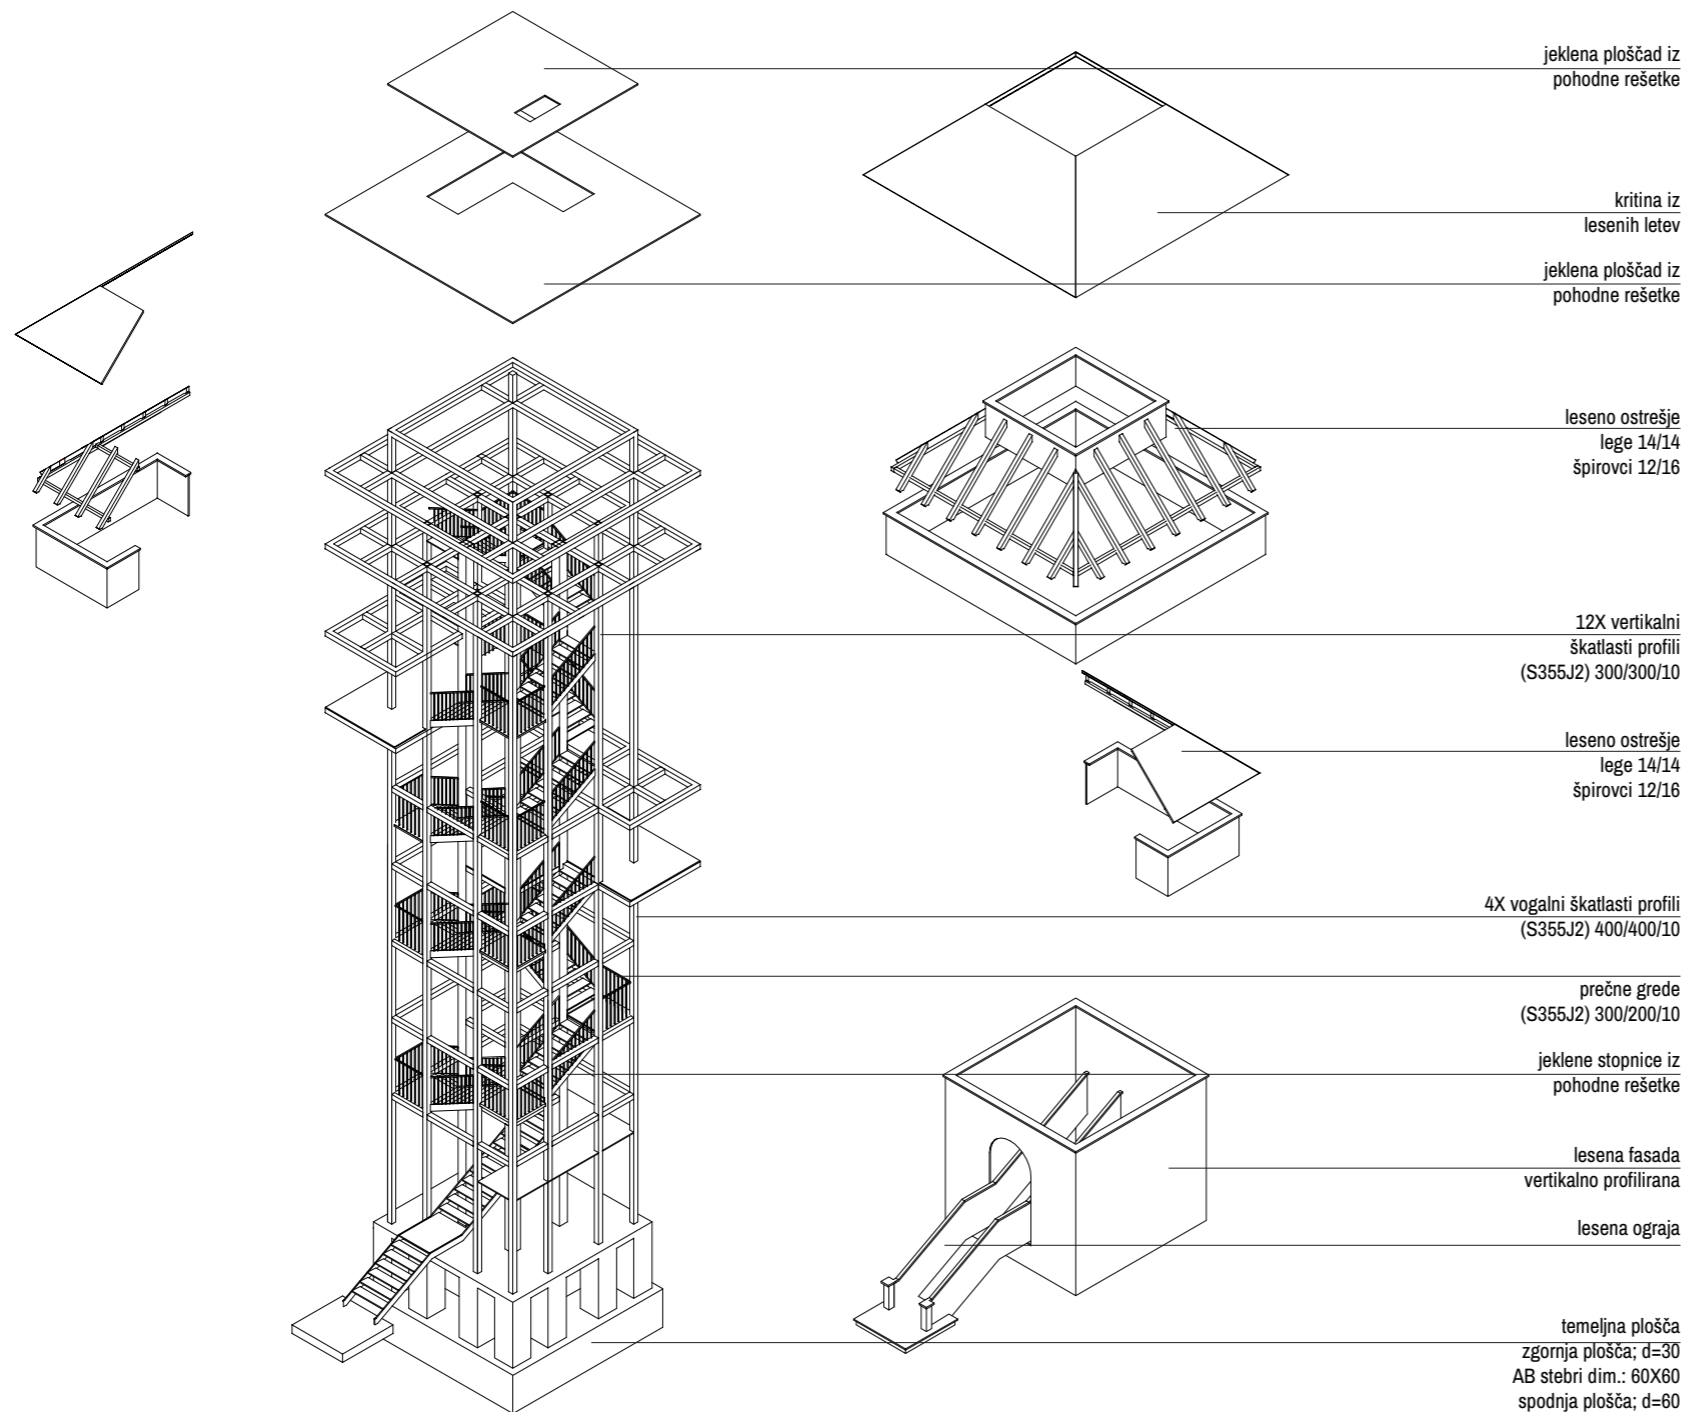 jeklena ploščad iz
pohodne rešetke
kritina iz
lesenih letev
jeklena ploščad iz
pohodne rešetke
leseno ostrešje
lege 14/14
špirovci 12/16
12X vertikalni
škatlasti profili
(S355J2) 300/300/10
leseno ostrešje
lege 14/14
špirovci 12/16
4X vogalni škatlasti profili
(S355J2) 400/400/10
prečne grede
(S355J2) 300/200/10
jeklene stopnice iz
pohodne rešetke
lesena fasada
vertikalno profilirana
lesena ograja
temeljna plošča
zgornja plošča; d=30
AB stebri dim.: 60X60
spodnja plošča; d=60